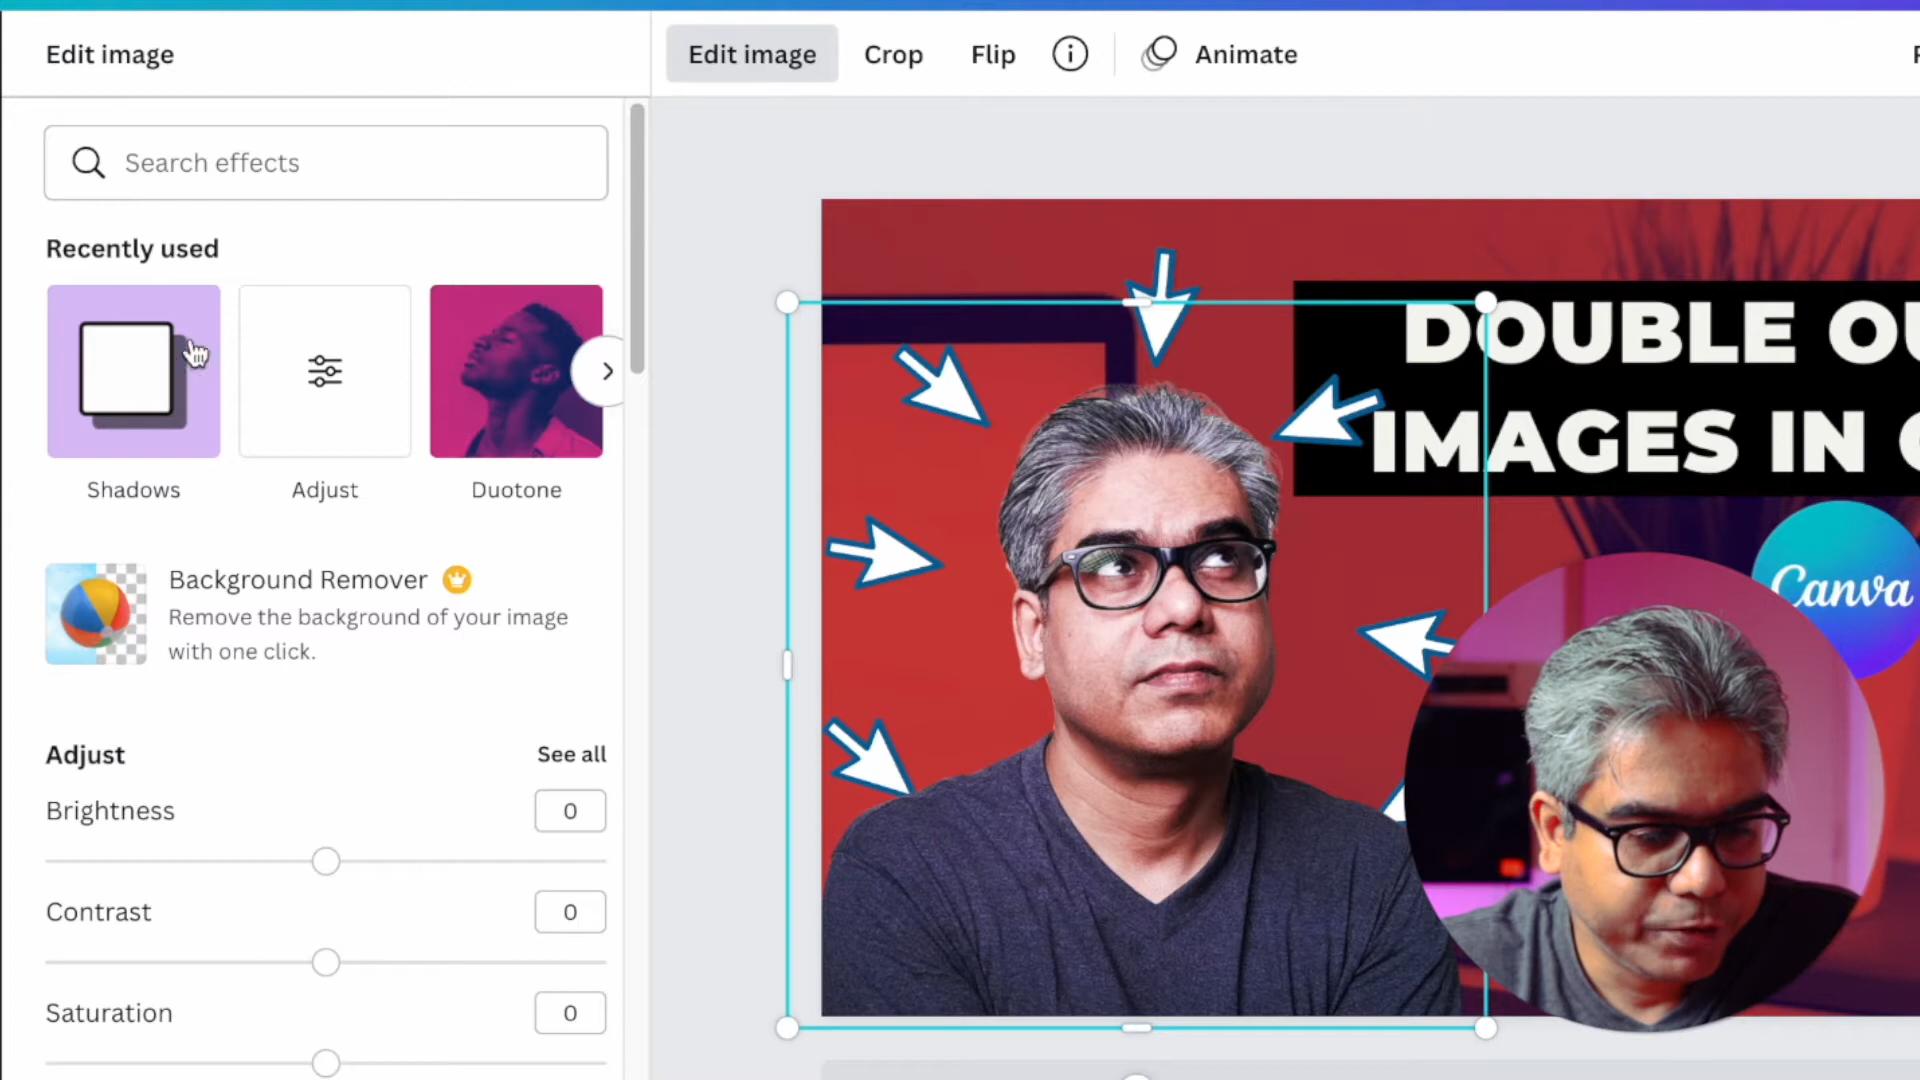 Edit image
Edit image
Crop
Flip
Animate
Search effects
Recently used
Shadows
Adjust
Duotone
Background Remover
Remove the background of your image
with one click.
Adjust
See all
Brightness
0
Contrast
0
Saturation
0
DOUBLE
IMAGES IN
Canva